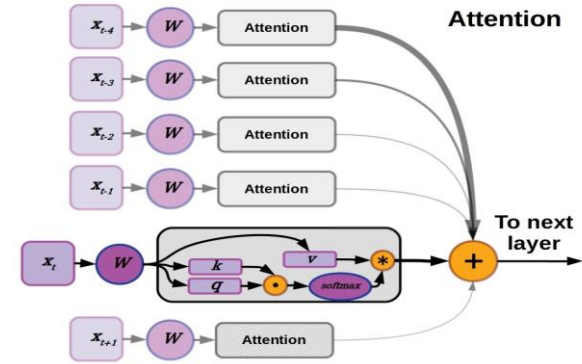 Attention
x_{t-4} W Attention
x_{t-3} W Attention
x_{t-2} W Attention
x_{t-1} W Attention
To next
layer
x_t W k q v softmax * +
x_{t+1} W Attention